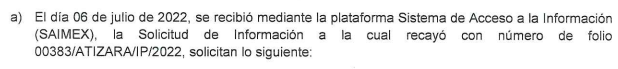 a) El día 06 de julio de 2022, se recibió mediante la plataforma Sistema de Acceso a la Información
(SAIMEX), la Solicitud de Información a la cual recayó con número de folio
00383/ATIZARA/IP/2022, solicitan lo siguiente: